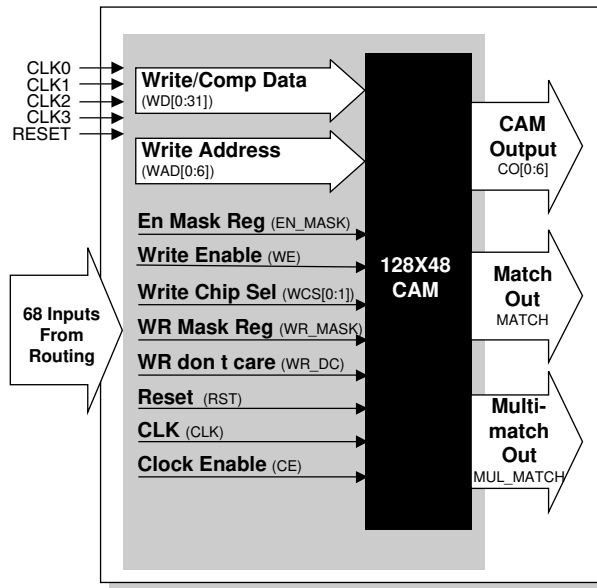 CLK0
CLK1
CLK2
CLK3
RESET
Write/Comp Data
(WD[0:31])
Write Address
(WAD[0:6])
En Mask Reg (EN_MASK)
Write Enable (WE)
Write Chip Sel (WCS[0:1])
WR Mask Reg (WR_MASK)
WR don t care (WR_DC)
Reset (RST)
CLK (CLK)
Clock Enable (CE)
68 Inputs
From
Routing
128X48
CAM
CAM
Output
CO[0:6]
Match
Out
MATCH
Multi-
match
Out
MUL_MATCH